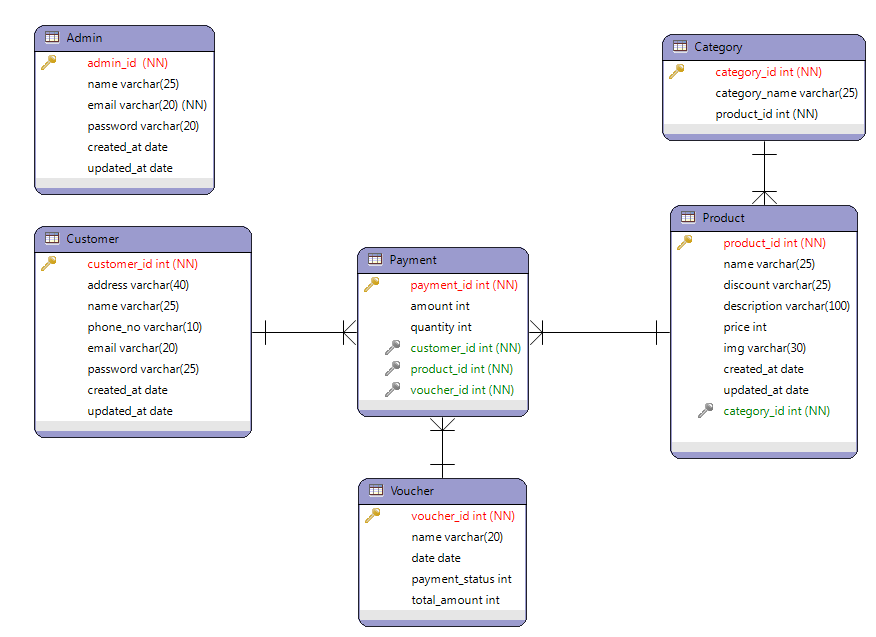 Admin
admin_id (NN)
name varchar(25)
email varchar(20) (NN)
password varchar(20)
created_at date
updated_at date
Category
category_id int (NN)
category_name varchar(25)
product_id int (NN)
Customer
customer_id int (NN)
address varchar(40)
name varchar(25)
phone_no varchar(10)
email varchar(20)
password varchar(25)
created_at date
updated_at date
Payment
payment_id int (NN)
amount int
quantity int
customer_id int (NN)
product_id int (NN)
voucher_id int (NN)
Product
product_id int (NN)
name varchar(25)
discount varchar(25)
description varchar(100)
price int
img varchar(30)
created_at date
updated_at date
category_id int (NN)
Voucher
voucher_id int (NN)
name varchar(20)
date date
payment_status int
total_amount int